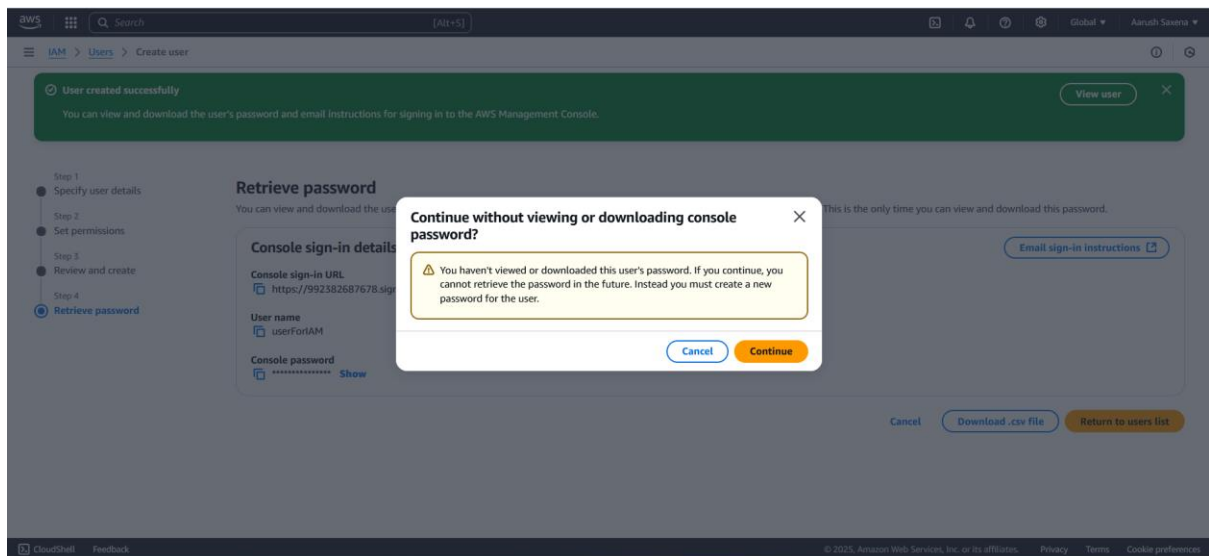 aws
Search
[Alt+S]
Global
Aarush Saxena
IAM > Users > Create user
User created successfully
You can view and download the user's password and email instructions for signing in to the AWS Management Console.
View user
Step 1
Specify user details
Step 2
Set permissions
Step 3
Review and create
Step 4
Retrieve password
Retrieve password
You can view and download the use
This is the only time you can view and download this password.
Console sign-in details
Email sign-in instructions
Console sign-in URL
https://992382687678.sign
User name
userForIAM
Console password
*************** Show
Continue without viewing or downloading console
password?
You haven't viewed or downloaded this user's password. If you continue, you
cannot retrieve the password in the future. Instead you must create a new
password for the user.
Cancel
Continue
Cancel
Download .csv file
Return to users list
CloudShell
Feedback
© 2025, Amazon Web Services, Inc. or its affiliates.
Privacy
Terms
Cookie preferences